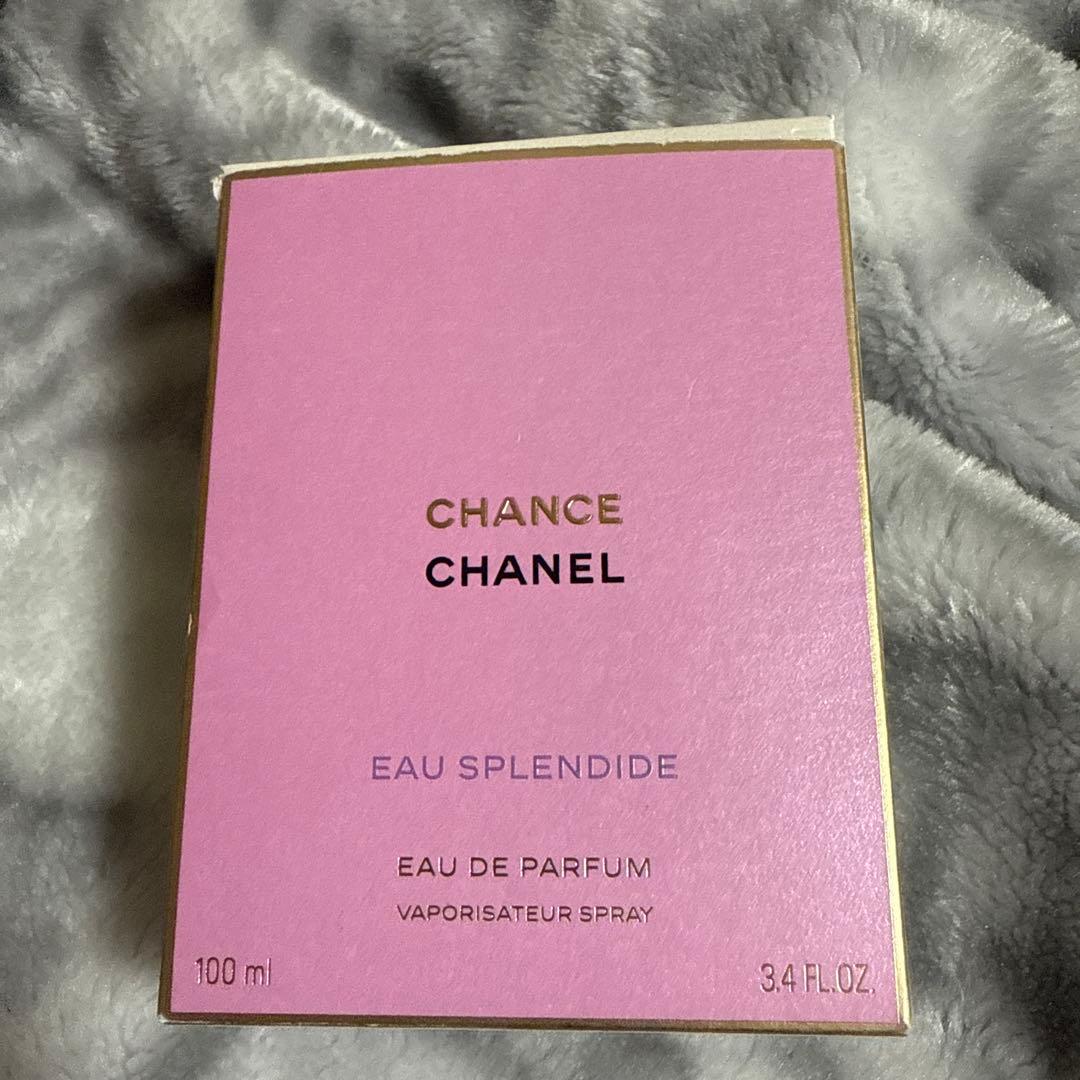 CHANCE
CHANEL
EAU SPLENDIDE
EAU DE PARFUM
VAPORISATEUR SPRAY
100 ml 3.4 FL.OZ.